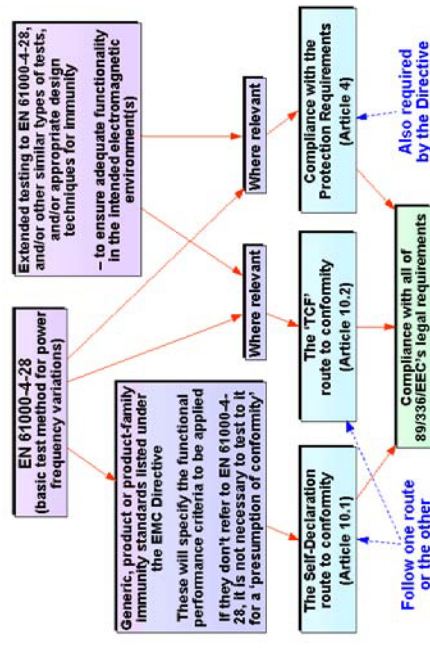 EN 61000-4-28
(basic test method for power
frequency variations)
Extended testing to EN 61000-4-28,
and/or other similar types of tests,
and/or appropriate design
techniques for immunity
– to ensure adequate functionality
in the intended electromagnetic
environment(s)
Generic, product or product-family
immunity standards listed under
the EMC Directive
These will specify the functional
performance criteria to be applied
If they don't refer to EN 61000-4-
28, it is not necessary to test to it
for a 'presumption of conformity'
Where relevant
Where relevant
The Self-Declaration
route to conformity
(Article 10.1)
The 'TCF'
route to conformity
(Article 10.2)
Compliance with the
Protection Requirements
(Article 4)
Follow one route
or the other
Compliance with all of
89/336/EEC's legal requirements
Also required
by the Directive